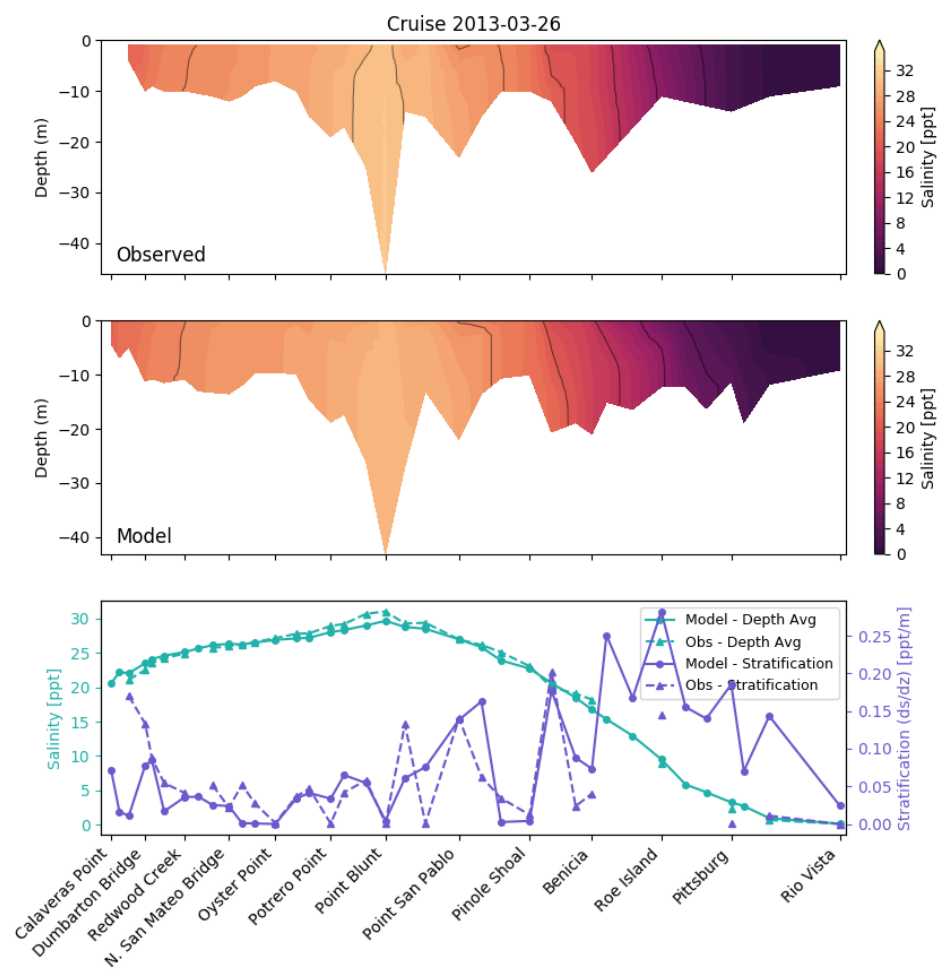 Cruise 2013-03-26
0
−10
−20
−30
−40
Depth (m)
Observed
32
28
24
20
16
12
8
4
0
Salinity [ppt]
0
−10
−20
−30
−40
Depth (m)
Model
32
28
24
20
16
12
8
4
0
Salinity [ppt]
30
25
20
15
10
5
0
Salinity [ppt]
Model - Depth Avg
Obs - Depth Avg
Model - Stratification
Obs - Stratification
0.25
0.20
0.15
0.10
0.05
0.00
Stratification (ds/dz) [ppt/m]
Calaveras Point
Dumbarton Bridge
Redwood Creek
N. San Mateo Bridge
Oyster Point
Potrero Point
Point Blunt
Point San Pablo
Pinole Shoal
Benicia
Roe Island
Pittsburg
Rio Vista